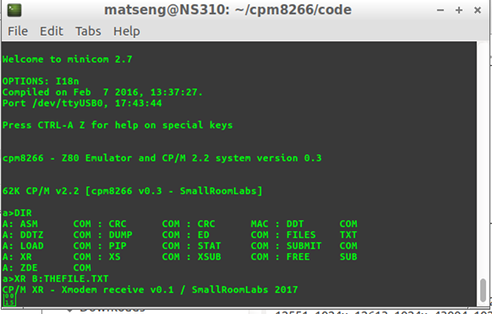 matseng@NS310: ~/cpm8266/code
File Edit Tabs Help
Welcome to minicom 2.7
OPTIONS: I18n
Compiled on Feb  7 2016, 13:37:27.
Port /dev/ttyUSB0, 17:43:44
Press CTRL-A Z for help on special keys
cpm8266 - Z80 Emulator and CP/M 2.2 system version 0.3
62K CP/M v2.2 [cpm8266 v0.3 - SmallRoomLabs]
a>DIR
A: ASM      COM : CRC      COM : CRC      MAC : DDT      COM
A: DDTZ     COM : DUMP     COM : ED       COM : FILES    TXT
A: LOAD     COM : PIP      COM : STAT     COM : SUBMIT   COM
A: XR       COM : XS       COM : XSUB     COM : FREE     SUB
A: ZDE      COM
a>XR B:THEFILE.TXT
CP/M XR - Xmodem receive v0.1 / SmallRoomLabs 2017